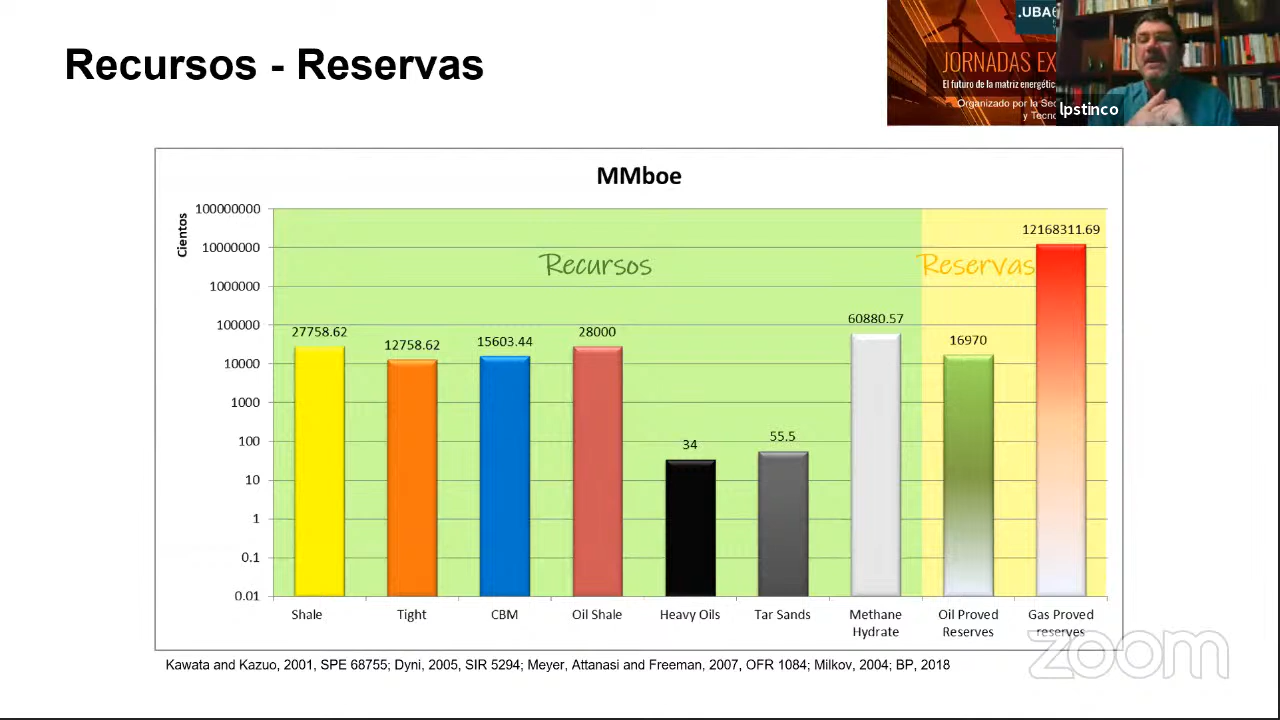 Recursos - Reservas
.UBA
JORNADAS EX
El futuro de la matriz energétic
Organizado por la Sec
y Tecno
lpstinco
MMboe
Cientos
100000000
10000000
1000000
100000
10000
1000
100
10
1
0.1
0.01
Recursos
Reservas
27758.62
12758.62
15603.44
28000
34
55.5
60880.57
16970
12168311.69
Shale
Tight
CBM
Oil Shale
Heavy Oils
Tar Sands
Methane
Hydrate
Oil Proved
Reserves
Gas Proved
reserves
Kawata and Kazuo, 2001, SPE 68755; Dyni, 2005, SIR 5294; Meyer, Attanasi and Freeman, 2007, OFR 1084; Milkov, 2004; BP, 2018
zoom